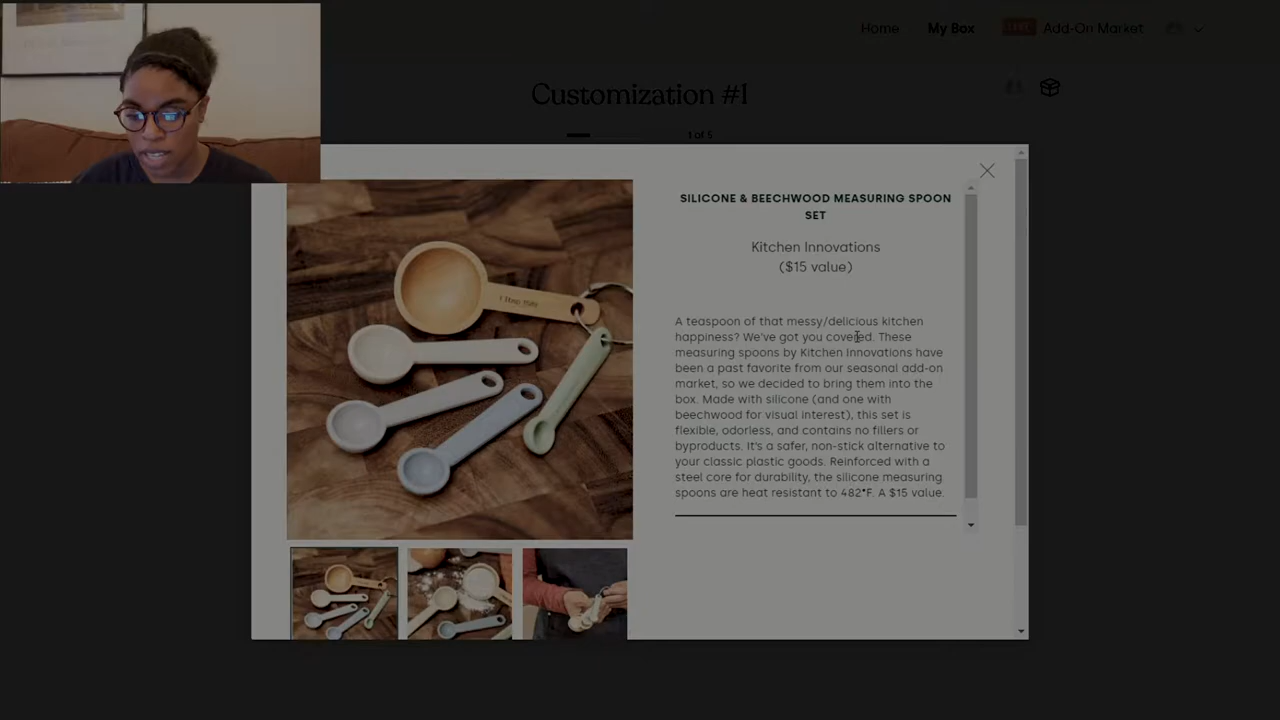 Home My Box Add-On Market
Customization #1
1 of 5
SILICONE & BEECHWOOD MEASURING SPOON
SET
Kitchen Innovations
($15 value)
A teaspoon of that messy/delicious kitchen
happiness? We've got you covered. These
measuring spoons by Kitchen Innovations have
been a past favorite from our seasonal add-on
market, so we decided to bring them into the
box. Made with silicone (and one with
beechwood for visual interest), this set is
flexible, odorless, and contains no fillers or
byproducts. It's a safer, non-stick alternative to
your classic plastic goods. Reinforced with a
steel core for durability, the silicone measuring
spoons are heat resistant to 482°F. A $15 value.